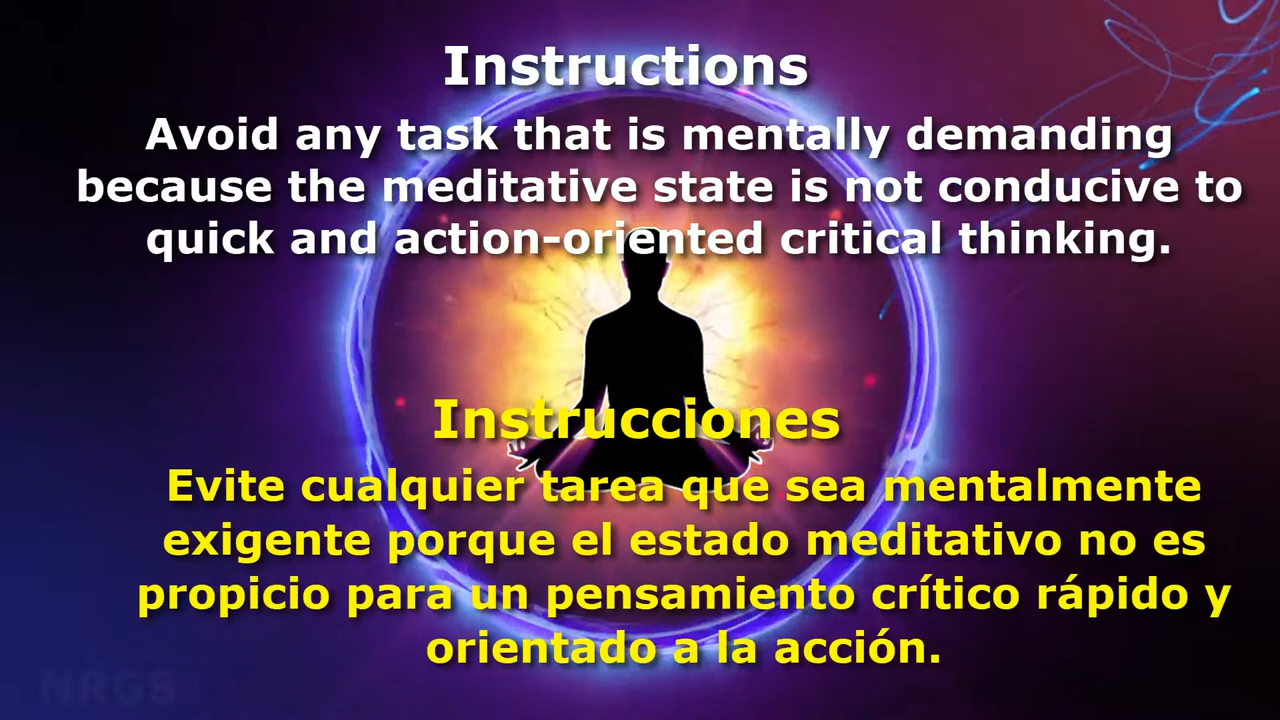 Instructions
Avoid any task that is mentally demanding
because the meditative state is not conducive to
quick and action-oriented critical thinking.
Instrucciones
Evite cualquier tarea que sea mentalmente
exigente porque el estado meditativo no es
propicio para un pensamiento crítico rápido y
orientado a la acción.